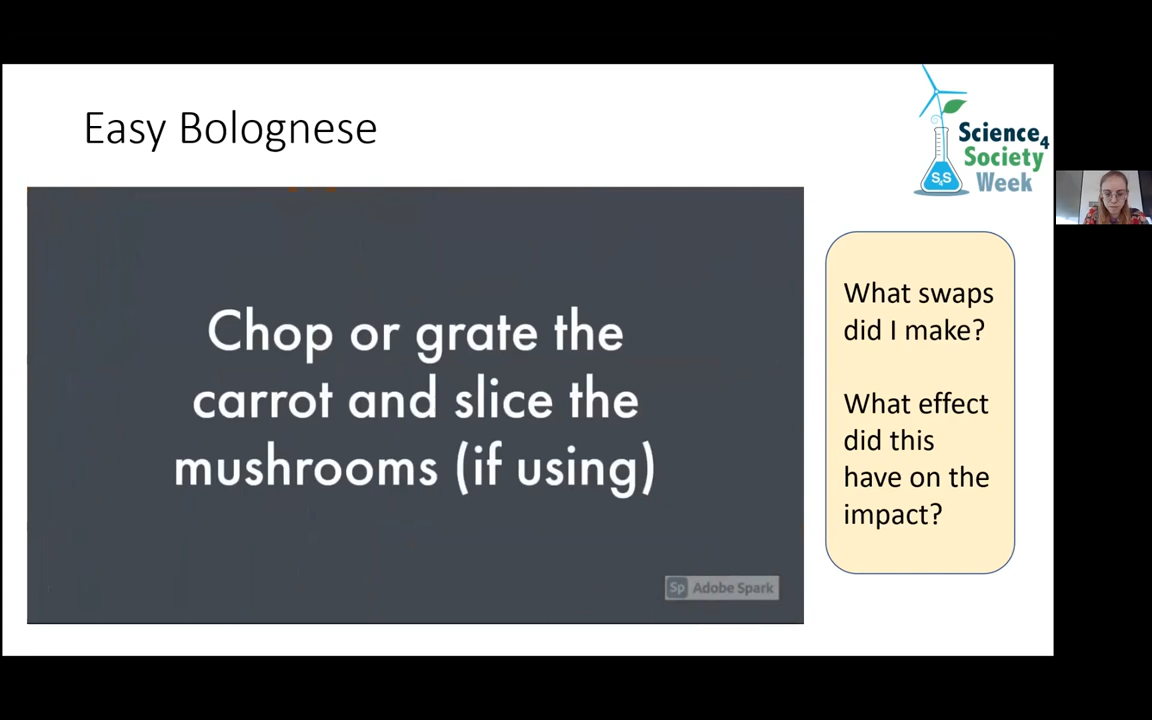 Easy Bolognese
Science4
Society
Week
S4S
Chop or grate the
carrot and slice the
mushrooms (if using)
Sp Adobe Spark
What swaps
did I make?
What effect
did this
have on the
impact?